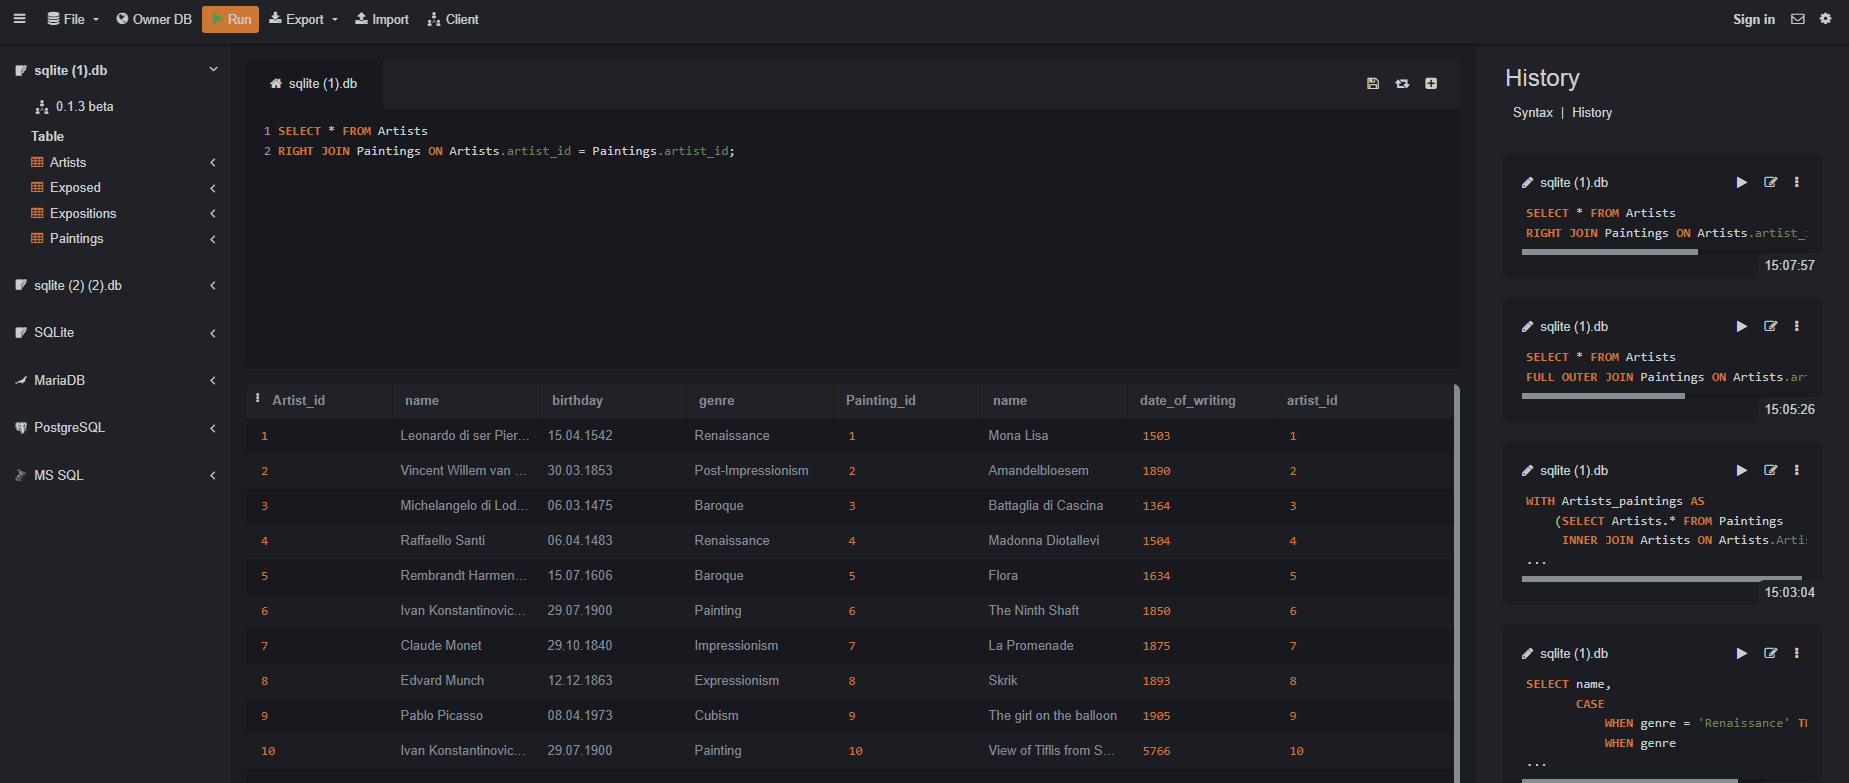 File Owner DB Run Export Import Client Sign in
sqlite (1).db
0.1.3 beta
Table
Artists
Exposed
Expositions
Paintings
sqlite (2) (2).db
SQLite
MariaDB
PostgreSQL
MS SQL
sqlite (1).db
1 SELECT * FROM Artists
2 RIGHT JOIN Paintings ON Artists.artist_id = Paintings.artist_id;
Artist_id name birthday genre Painting_id name date_of_writing artist_id
1 Leonardo di ser Pier... 15.04.1542 Renaissance 1 Mona Lisa 1503 1
2 Vincent Willem van ... 30.03.1853 Post-Impressionism 2 Amandelbloesem 1890 2
3 Michelangelo di Lod... 06.03.1475 Baroque 3 Battaglia di Cascina 1364 3
4 Raffaello Santi 06.04.1483 Renaissance 4 Madonna Diotallevi 1504 4
5 Rembrandt Harmen... 15.07.1606 Baroque 5 Flora 1634 5
6 Ivan Konstantinovic... 29.07.1900 Painting 6 The Ninth Shaft 1850 6
7 Claude Monet 29.10.1840 Impressionism 7 La Promenade 1875 7
8 Edvard Munch 12.12.1863 Expressionism 8 Skrik 1893 8
9 Pablo Picasso 08.04.1973 Cubism 9 The girl on the balloon 1905 9
10 Ivan Konstantinovic... 29.07.1900 Painting 10 View of Tiflis from S... 5766 10
History
Syntax | History
sqlite (1).db
SELECT * FROM Artists
RIGHT JOIN Paintings ON Artists.artist_
15:07:57
sqlite (1).db
SELECT * FROM Artists
FULL OUTER JOIN Paintings ON Artists.ar
15:05:26
sqlite (1).db
WITH Artists_paintings AS
(SELECT Artists.* FROM Paintings
INNER JOIN Artists ON Artists.Arti
...
15:03:04
sqlite (1).db
SELECT name,
CASE
WHEN genre = 'Renaissance' T
WHEN genre
...